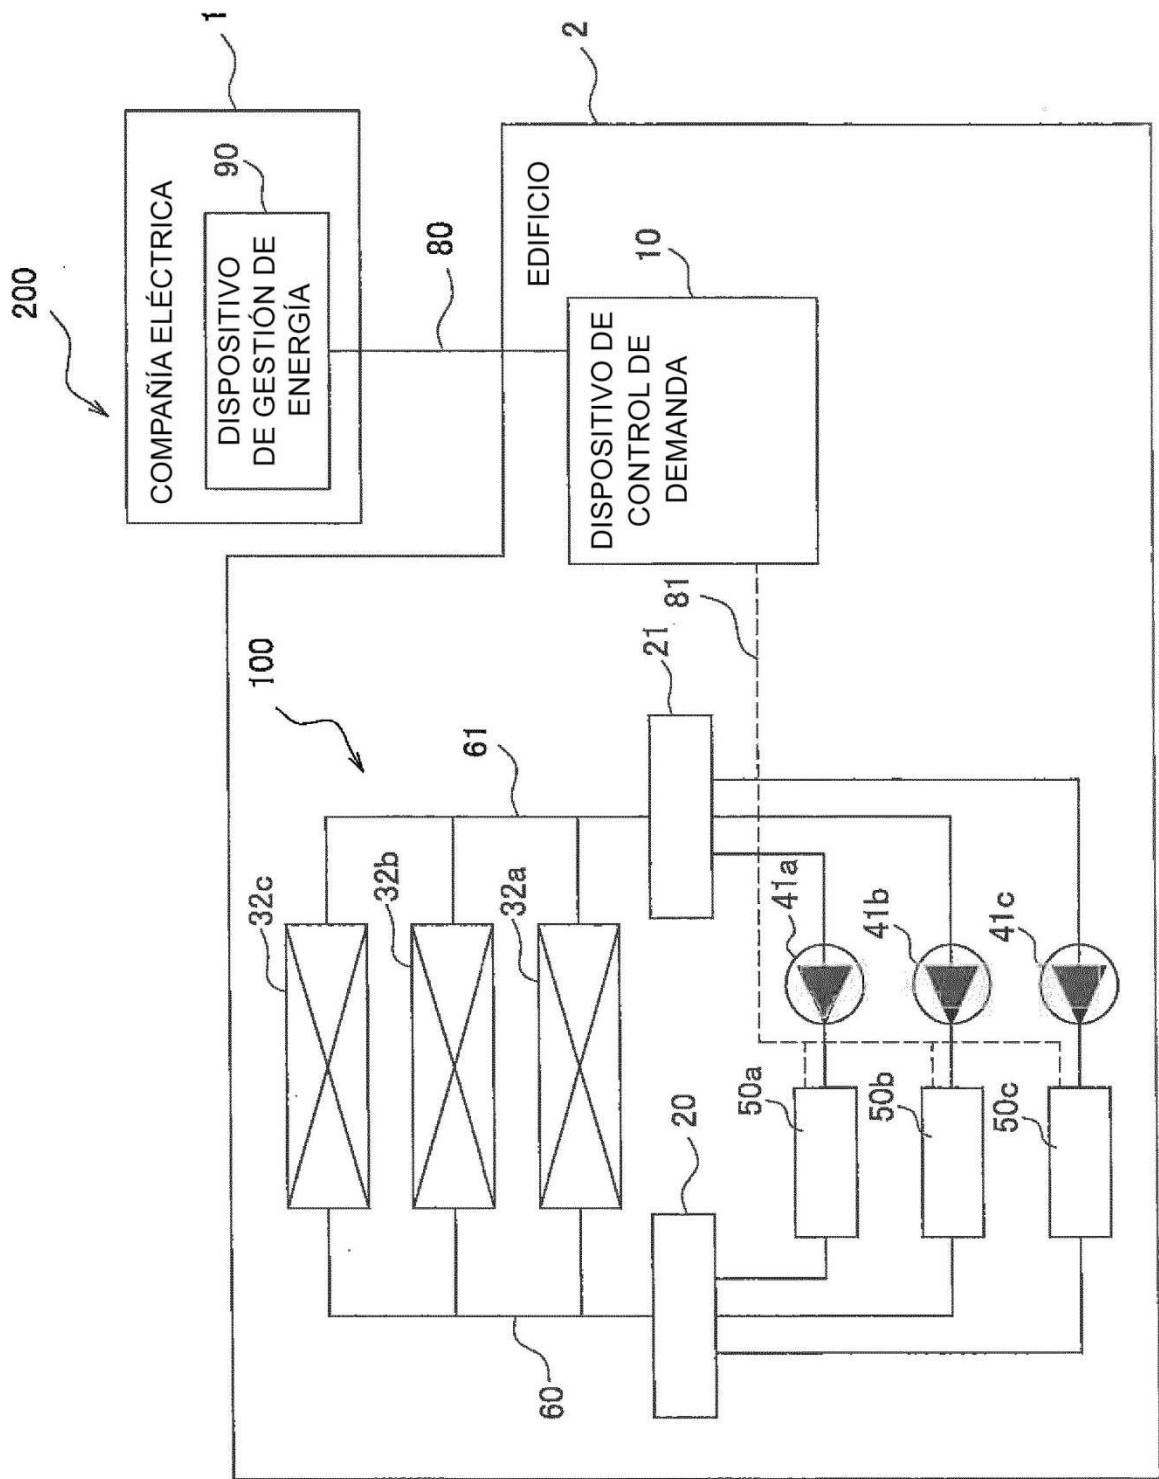 200
1
COMPAÑÍA ELÉCTRICA
90
DISPOSITIVO
DE GESTIÓN DE
ENERGÍA
80
2
EDIFICIO
10
DISPOSITIVO DE
CONTROL DE
DEMANDA
81
100
61
21
32c
32b
32a
41a
41b
41c
20
50a
50b
50c
60